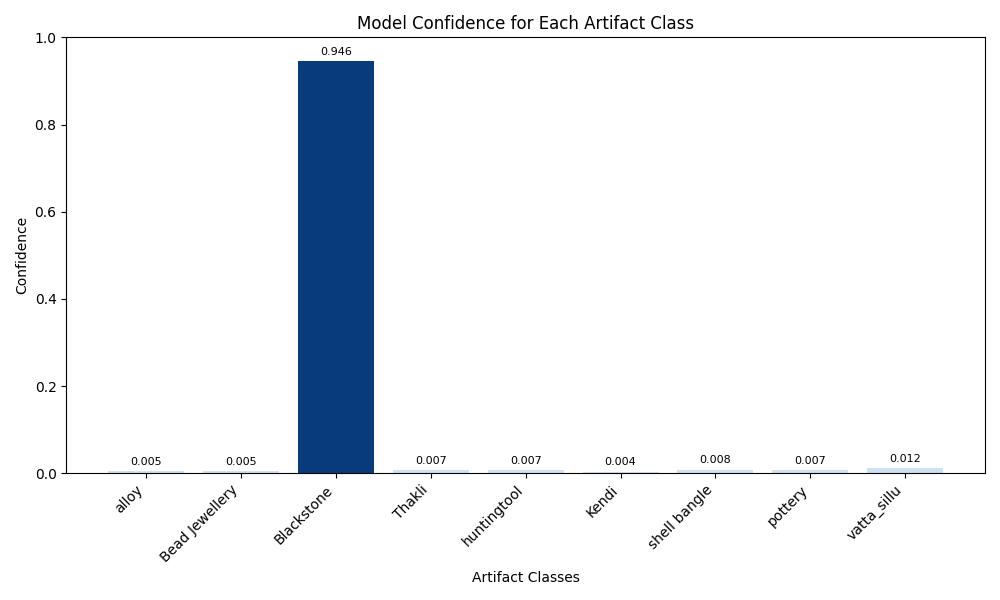 Model Confidence for Each Artifact Class
1.0
0.8
0.6
0.4
0.2
0.0
Confidence
0.005
0.005
0.946
0.007
0.007
0.004
0.008
0.007
0.012
alloy
Bead Jewellery
Blackstone
Thakli
huntingtool
Kendi
shell bangle
pottery
vatta_sillu
Artifact Classes